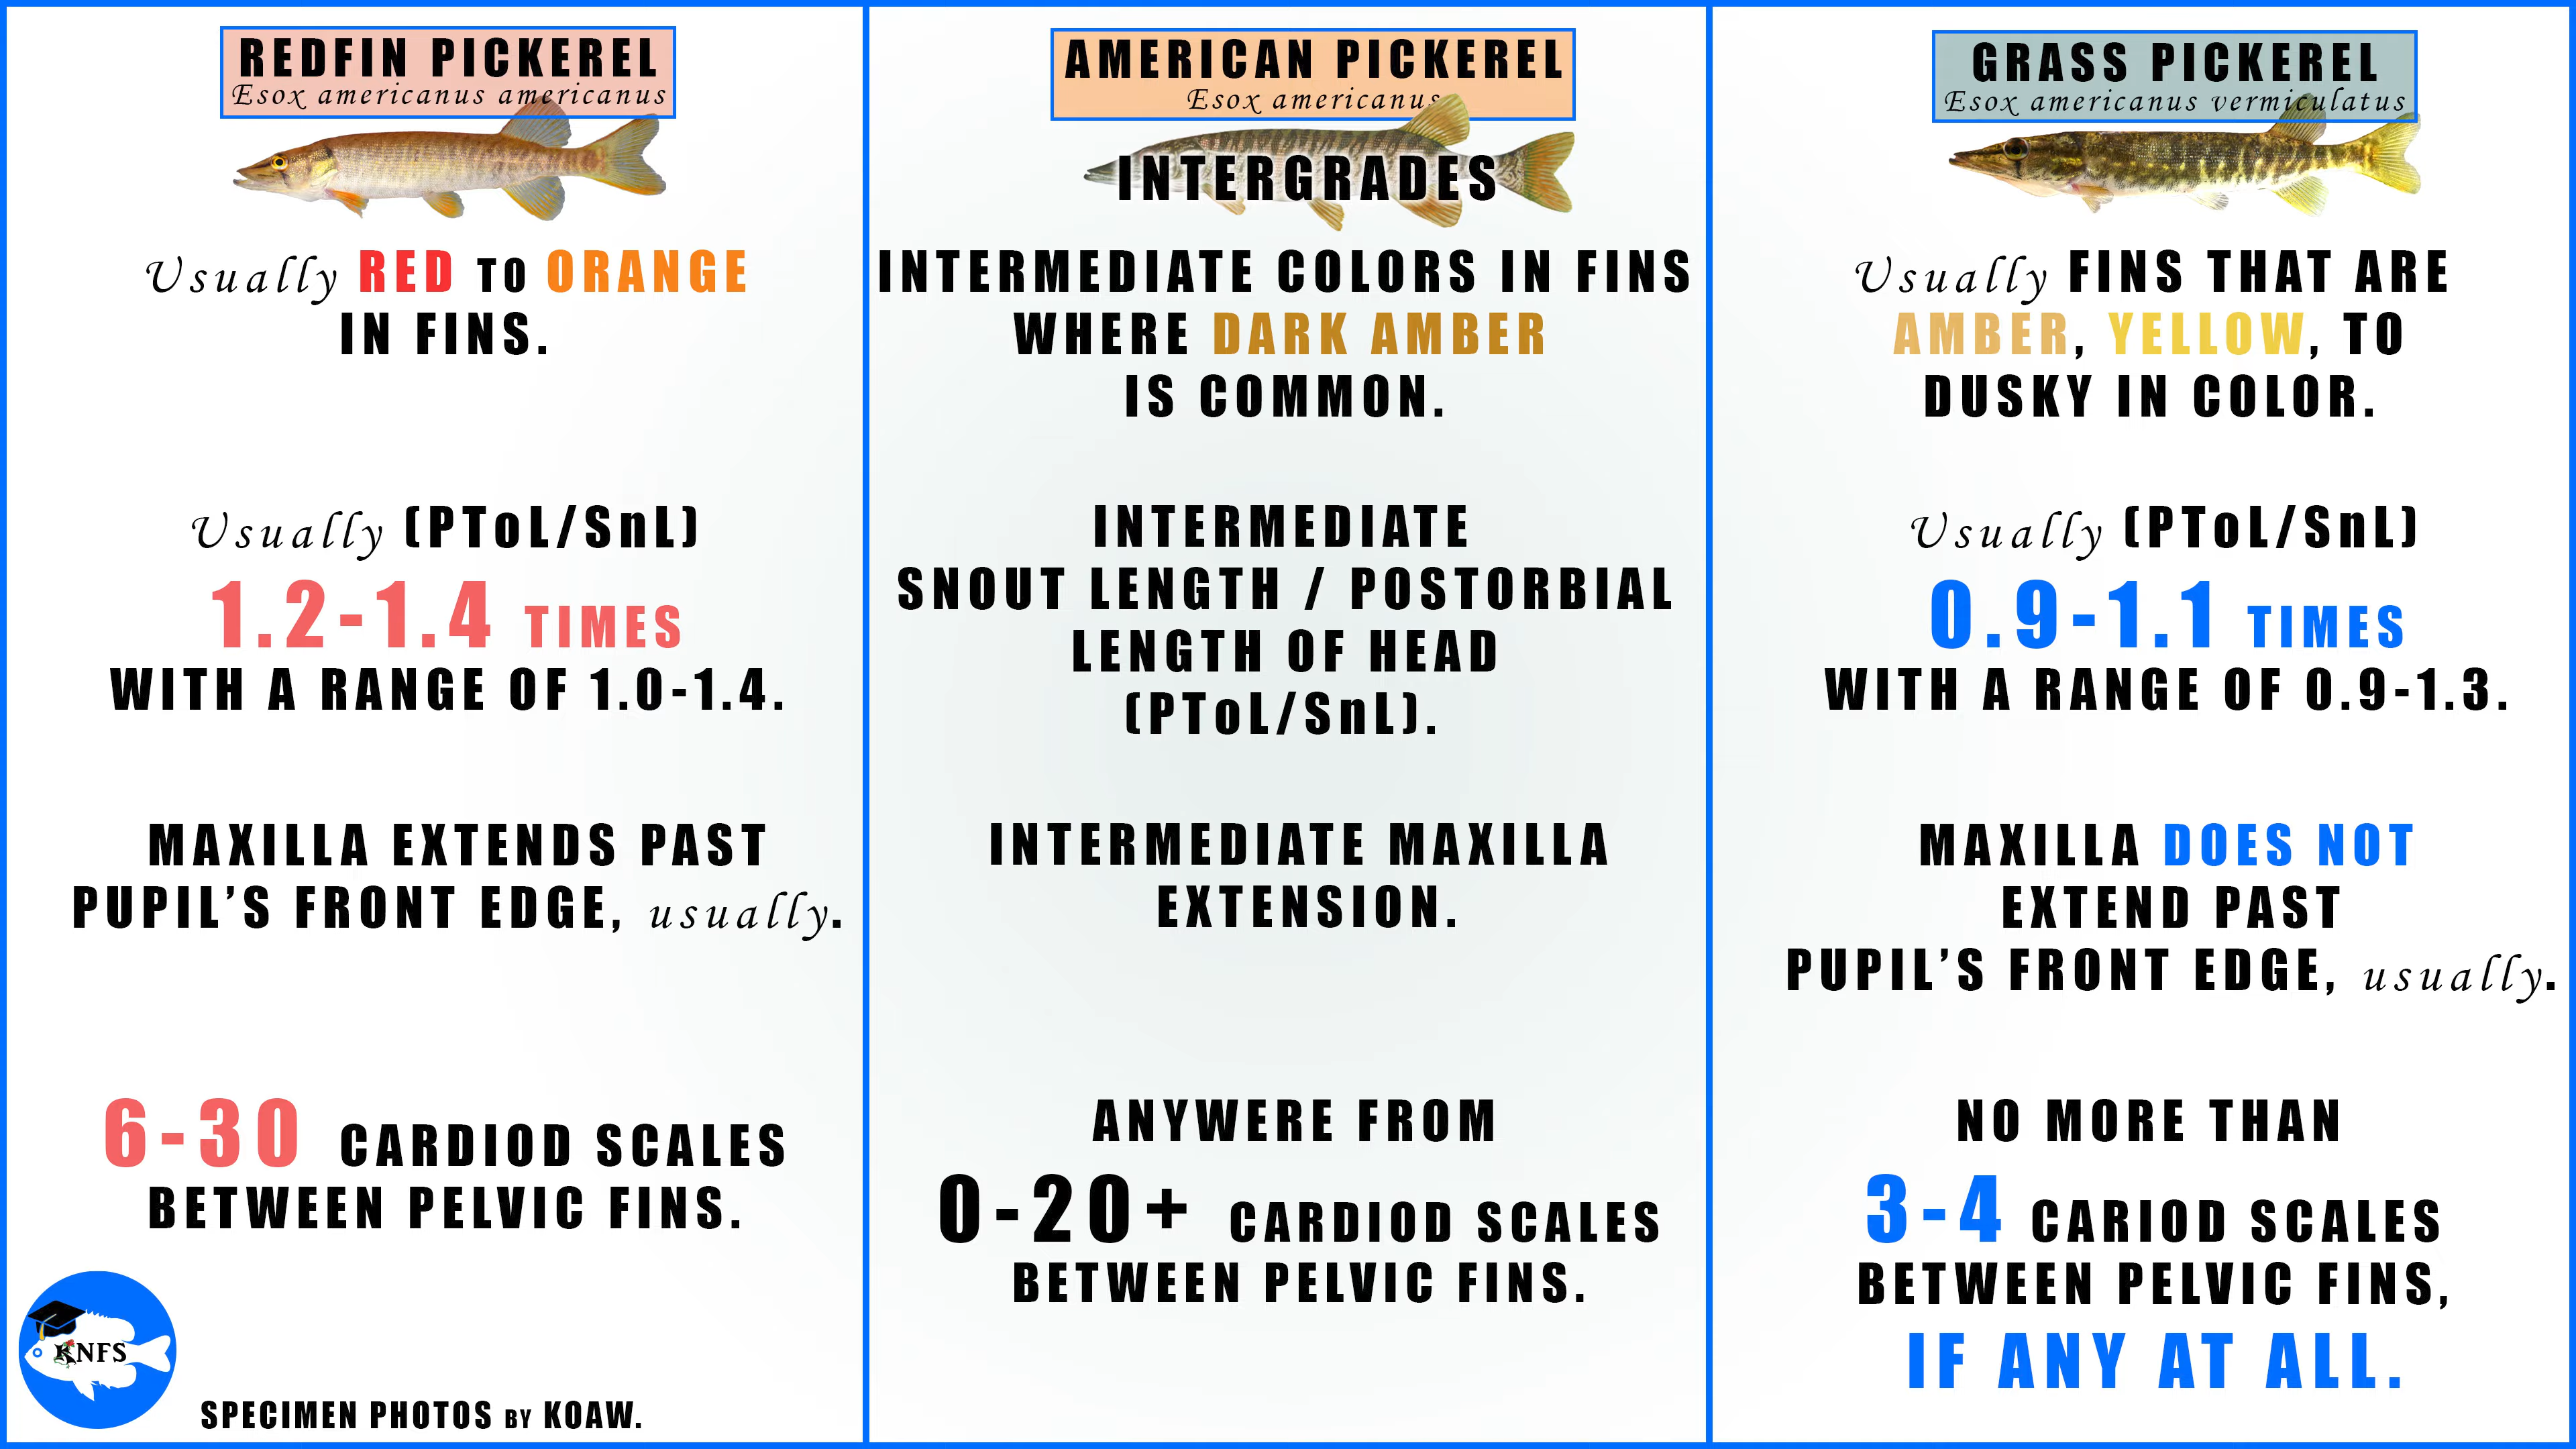 REDFIN PICKEREL
Esox americanus americanus
Usually RED TO ORANGE
IN FINS.
Usually (PToL/SnL)
1.2-1.4 TIMES
WITH A RANGE OF 1.0-1.4.
MAXILLA EXTENDS PAST
PUPIL'S FRONT EDGE, usually.
6-30 CARDIOD SCALES
BETWEEN PELVIC FINS.
KNFS
SPECIMEN PHOTOS BY KOAW.
AMERICAN PICKEREL
Esox americanus
INTERGRADES
INTERMEDIATE COLORS IN FINS
WHERE DARK AMBER
IS COMMON.
INTERMEDIATE
SNOUT LENGTH / POSTORBIAL
LENGTH OF HEAD
(PToL/SnL).
INTERMEDIATE MAXILLA
EXTENSION.
ANYWERE FROM
0-20+ CARDIOD SCALES
BETWEEN PELVIC FINS.
GRASS PICKEREL
Esox americanus vermiculatus
Usually FINS THAT ARE
AMBER, YELLOW, TO
DUSKY IN COLOR.
Usually (PToL/SnL)
0.9-1.1 TIMES
WITH A RANGE OF 0.9-1.3.
MAXILLA DOES NOT
EXTEND PAST
PUPIL'S FRONT EDGE, usually.
NO MORE THAN
3-4 CARIOD SCALES
BETWEEN PELVIC FINS,
IF ANY AT ALL.